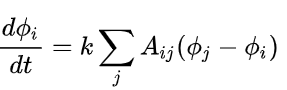 dϕ_i/dt = k ∑_j A_ij(ϕ_j − ϕ_i)